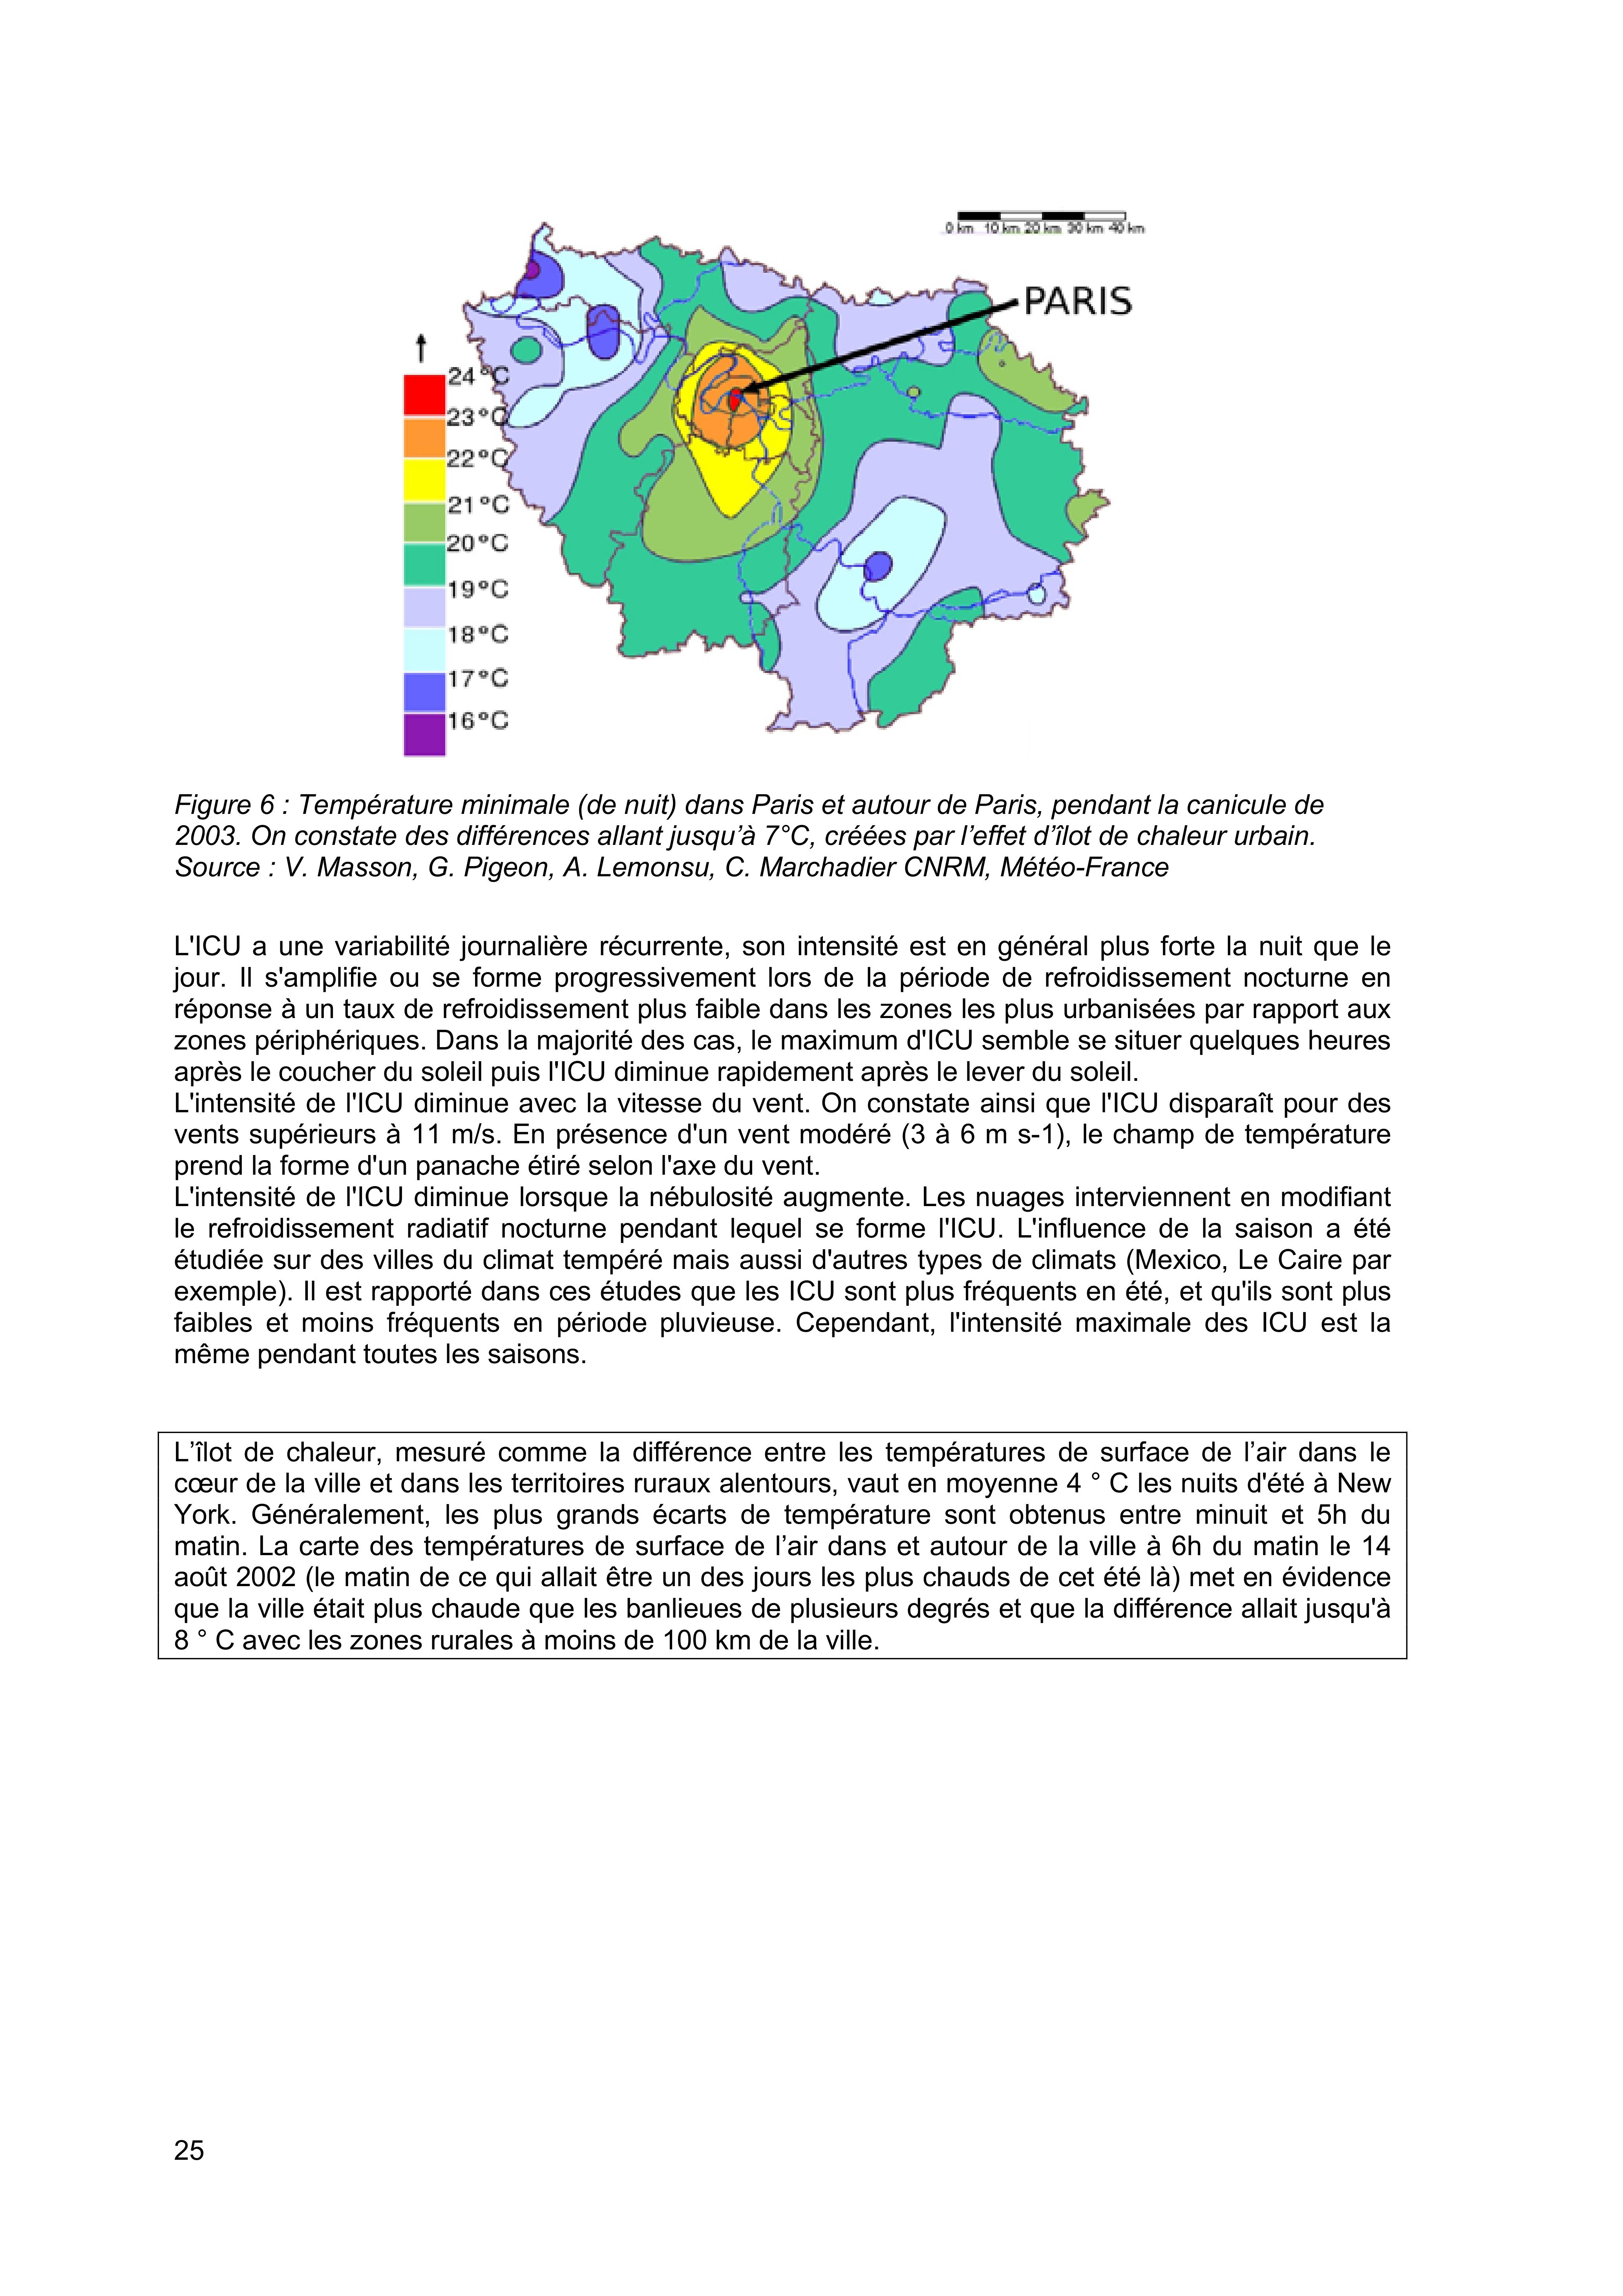 0 km 10 km 20 km 30 km 40 km
PARIS
24°C
23°C
22°C
21°C
20°C
19°C
18°C
17°C
16°C
Figure 6 : Température minimale (de nuit) dans Paris et autour de Paris, pendant la canicule de
2003. On constate des différences allant jusqu’à 7°C, créées par l’effet d’îlot de chaleur urbain.
Source : V. Masson, G. Pigeon, A. Lemonsu, C. Marchadier CNRM, Météo-France
L'ICU a une variabilité journalière récurrente, son intensité est en général plus forte la nuit que le
jour. Il s'amplifie ou se forme progressivement lors de la période de refroidissement nocturne en
réponse à un taux de refroidissement plus faible dans les zones les plus urbanisées par rapport aux
zones périphériques. Dans la majorité des cas, le maximum d'ICU semble se situer quelques heures
après le coucher du soleil puis l'ICU diminue rapidement après le lever du soleil.
L'intensité de l'ICU diminue avec la vitesse du vent. On constate ainsi que l'ICU disparaît pour des
vents supérieurs à 11 m/s. En présence d'un vent modéré (3 à 6 m s-1), le champ de température
prend la forme d'un panache étiré selon l'axe du vent.
L'intensité de l'ICU diminue lorsque la nébulosité augmente. Les nuages interviennent en modifiant
le refroidissement radiatif nocturne pendant lequel se forme l'ICU. L'influence de la saison a été
étudiée sur des villes du climat tempéré mais aussi d'autres types de climats (Mexico, Le Caire par
exemple). Il est rapporté dans ces études que les ICU sont plus fréquents en été, et qu'ils sont plus
faibles et moins fréquents en période pluvieuse. Cependant, l'intensité maximale des ICU est la
même pendant toutes les saisons.
L’îlot de chaleur, mesuré comme la différence entre les températures de surface de l’air dans le
cœur de la ville et dans les territoires ruraux alentours, vaut en moyenne 4 ° C les nuits d'été à New
York. Généralement, les plus grands écarts de température sont obtenus entre minuit et 5h du
matin. La carte des températures de surface de l’air dans et autour de la ville à 6h du matin le 14
août 2002 (le matin de ce qui allait être un des jours les plus chauds de cet été là) met en évidence
que la ville était plus chaude que les banlieues de plusieurs degrés et que la différence allait jusqu'à
8 ° C avec les zones rurales à moins de 100 km de la ville.
25